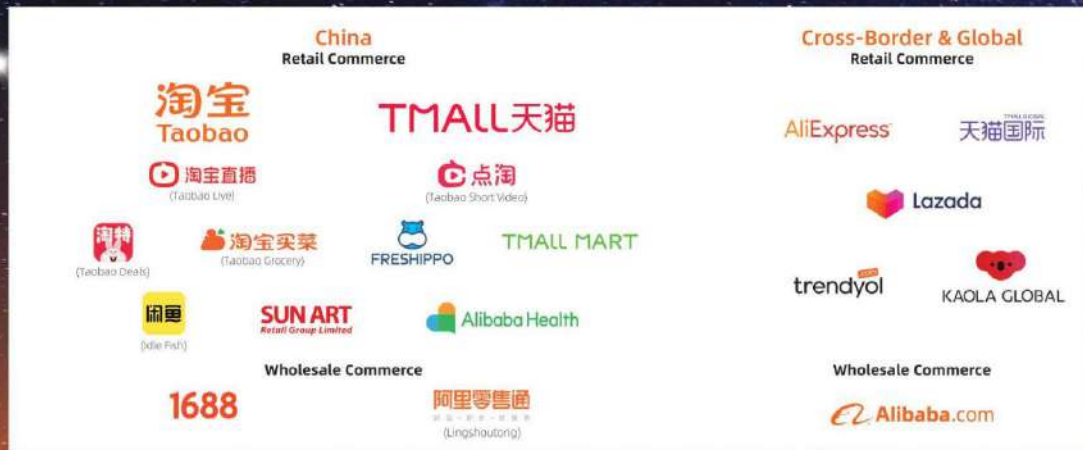 China
Retail Commerce
淘宝
Taobao
TMALL天猫
淘宝直播
(Taobao Live)
点淘
(Taobao Short Video)
淘特
(Taobao Deals)
淘宝买菜
(Taobao Grocery)
FRESHIPPO
TMALL MART
闲鱼
(Idle Fish)
SUN ART
Retail Group Limited
Alibaba Health
Wholesale Commerce
1688
阿里零售通
(Lingshoutong)
Cross-Border & Global
Retail Commerce
AliExpress
TMALL GLOBAL
天猫国际
Lazada
trendyol
.com
KAOLA GLOBAL
Wholesale Commerce
Alibaba.com